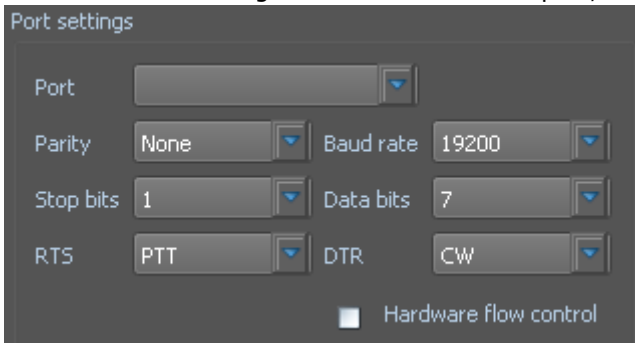 Port settings
Port
Parity None Baud rate 19200
Stop bits 1 Data bits 7
RTS PTT DTR CW
Hardware flow control